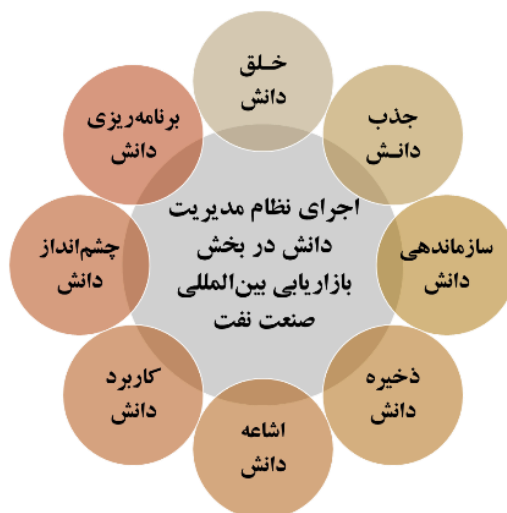 خلق
دانش
جذب
دانش
سازماندهی
دانش
ذخیره
دانش
اشاعه
دانش
کاربرد
دانش
چشم‌انداز
دانش
برنامه‌ریزی
دانش
اجرای نظام مدیریت
دانش در بخش
بازاریابی بین‌المللی
صنعت نفت